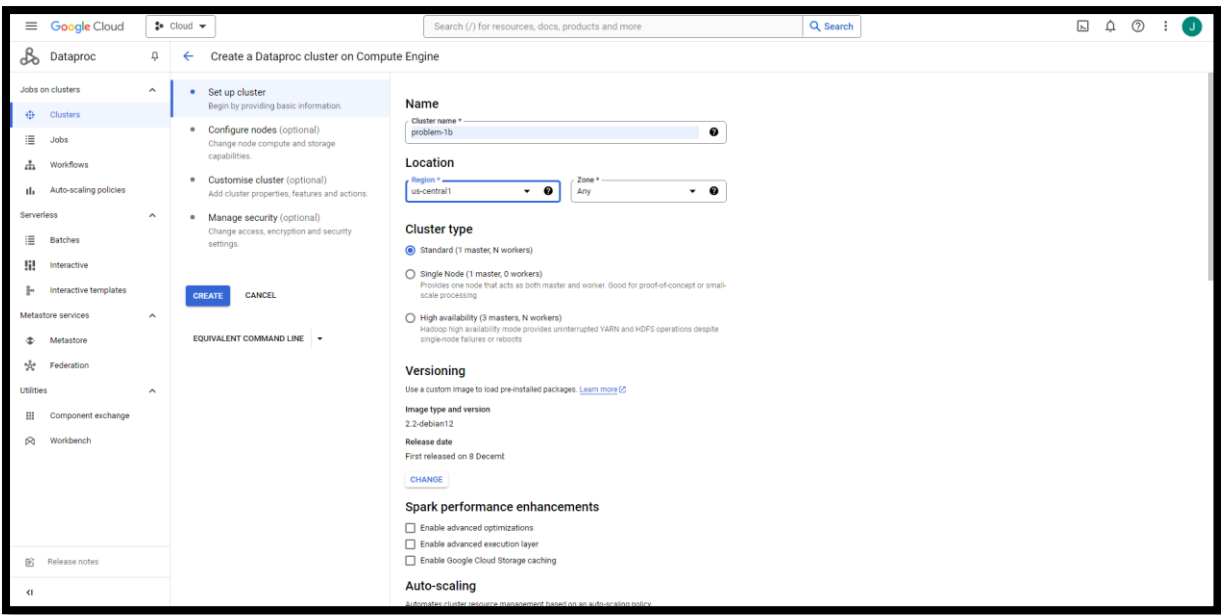 Google Cloud
Cloud
Search (/) for resources, docs, products and more
Search
J
Dataproc
Create a Dataproc cluster on Compute Engine
Jobs on clusters
Clusters
Jobs
Workflows
Auto-scaling policies
Serverless
Batches
Interactive
Interactive templates
Metastore services
Metastore
Federation
Utilities
Component exchange
Workbench
Release notes
Set up cluster
Begin by providing basic information.
Configure nodes (optional)
Change node compute and storage
capabilities.
Customise cluster (optional)
Add cluster properties, features and actions.
Manage security (optional)
Change access, encryption and security
settings.
CREATE CANCEL
EQUIVALENT COMMAND LINE
Name
Cluster name *
problem-1b
Location
Region *
us-central1
Zone *
Any
Cluster type
Standard (1 master, N workers)
Single Node (1 master, 0 workers)
Provides one node that acts as both master and worker. Good for proof-of-concept or small-
scale processing
High availability (3 masters, N workers)
Hadoop high availability mode provides uninterrupted YARN and HDFS operations despite
single-node failures or reboots
Versioning
Use a custom image to load pre-installed packages. Learn more
Image type and version
2.2-debian12
Release date
First released on 8 Decemb
CHANGE
Spark performance enhancements
Enable advanced optimizations
Enable advanced execution layer
Enable Google Cloud Storage caching
Auto-scaling
Automates cluster resource management based on an auto-scaling policy